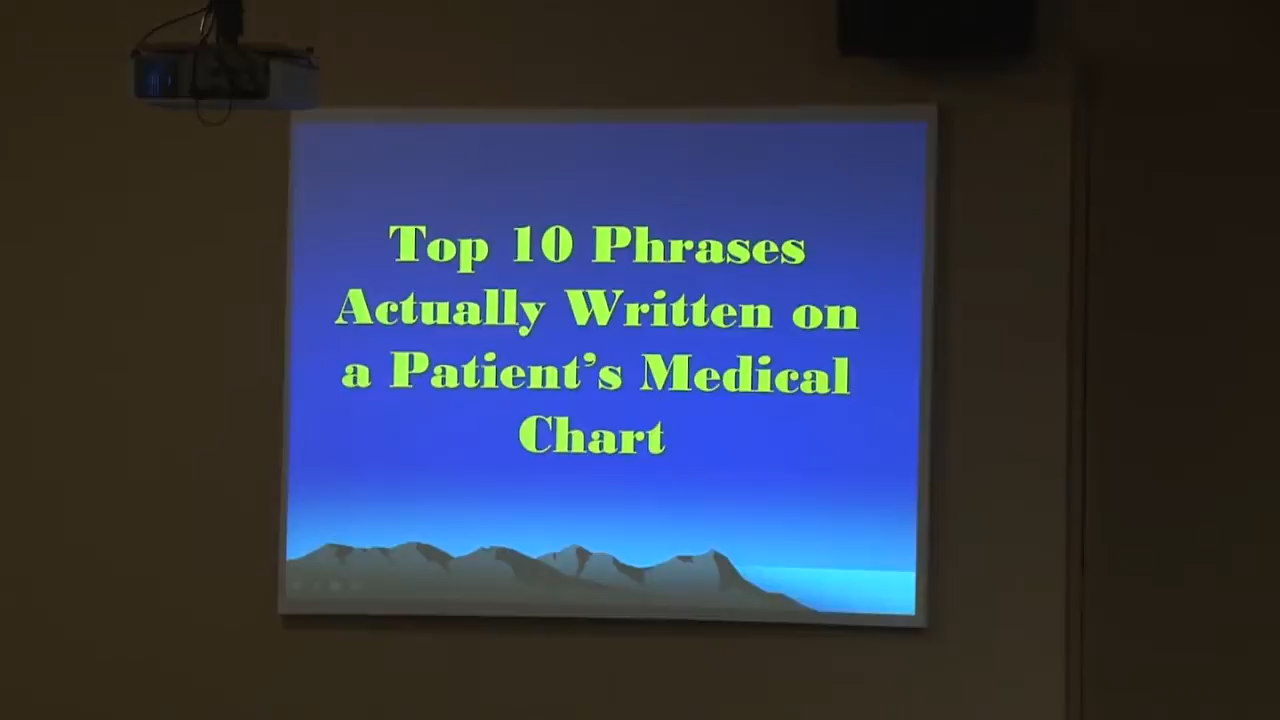 Top 10 Phrases
Actually Written on
a Patient's Medical
Chart